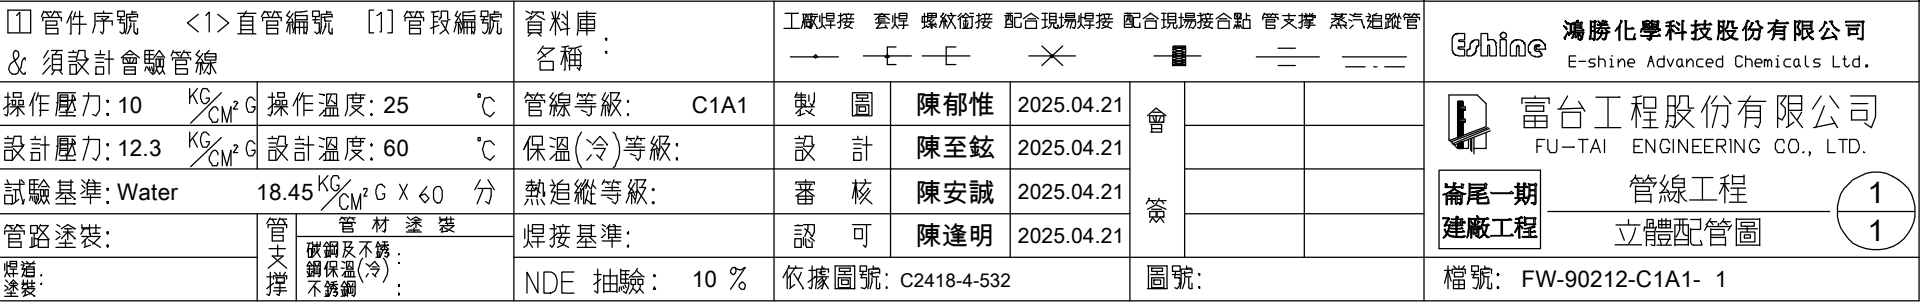 1 管件序號 <1>直管編號 [1] 管段編號
& 須設計會驗管線
資料庫名稱:
工廠焊接 套焊 螺紋銜接 配合現場焊接 配合現場接合點 管支撐 蒸汽追蹤管
Eshine 鴻勝化學科技股份有限公司
E-shine Advanced Chemicals Ltd.
操作壓力: 10 KG/CM² G 操作溫度: 25 °C 管線等級: C1A1 製圖 陳郁惟 2025.04.21
設計壓力: 12.3 KG/CM² G 設計溫度: 60 °C 保溫(冷)等級: 設計 陳至鉉 2025.04.21
試驗基準: Water 18.45 KG/CM² G X 60 分 熱追縱等級: 審核 陳安誠 2025.04.21
管路塗裝: 管支撐 管材塗裝 焊接基準: 認可 陳逢明 2025.04.21
會簽
富台工程股份有限公司
FU-TAI ENGINEERING CO., LTD.
崙尾一期
建廠工程
管線工程
立體配管圖
1
1
焊道塗裝:
碳鋼及不銹鋼保溫(冷):
不銹鋼:
NDE 抽驗: 10 % 依據圖號: C2418-4-532 圖號: 檔號: FW-90212-C1A1- 1